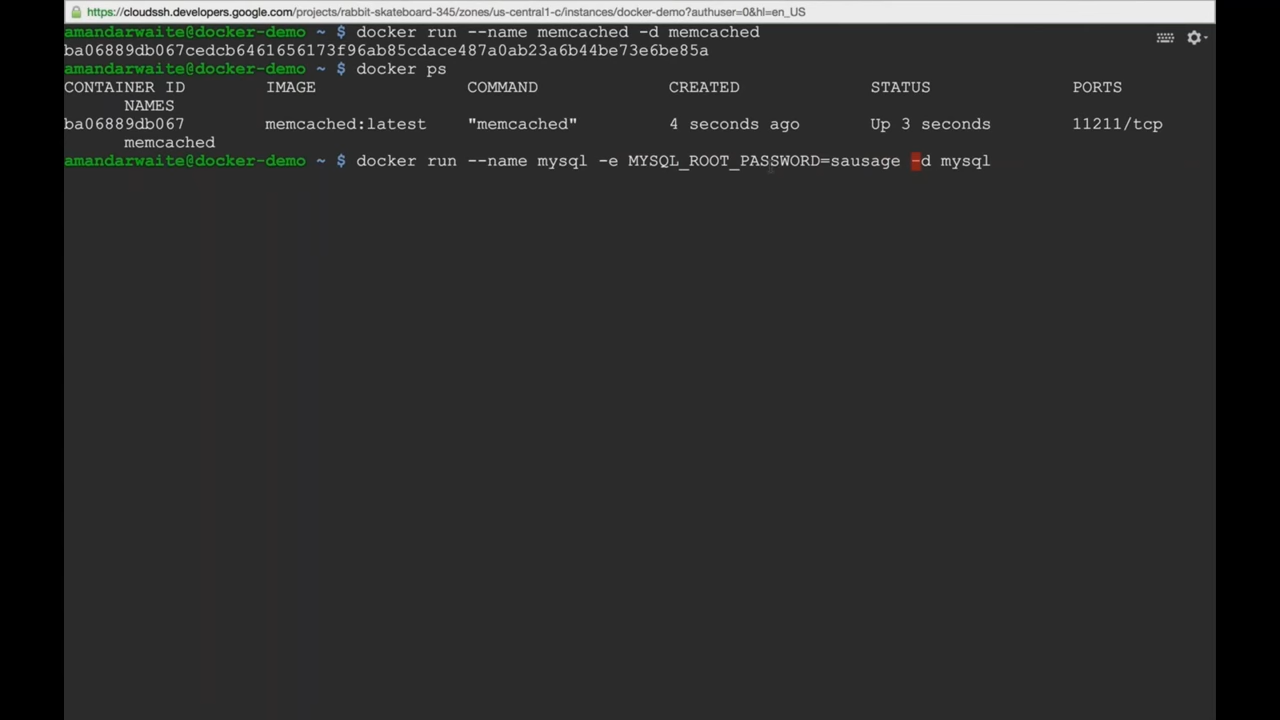 https://cloudssh.developers.google.com/projects/rabbit-skateboard-345/zones/us-central1-c/instances/docker-demo?authuser=0&hl=en_US
amandarwaite@docker-demo ~ $ docker run --name memcached -d memcached
ba06889db067cedcb6461656173f96ab85cdace487a0ab23a6b44be73e6be85a
amandarwaite@docker-demo ~ $ docker ps
CONTAINER ID IMAGE COMMAND CREATED STATUS PORTS
NAMES
ba06889db067 memcached:latest "memcached" 4 seconds ago Up 3 seconds 11211/tcp
memcached
amandarwaite@docker-demo ~ $ docker run --name mysql -e MYSQL_ROOT_PASSWORD=sausage -d mysql